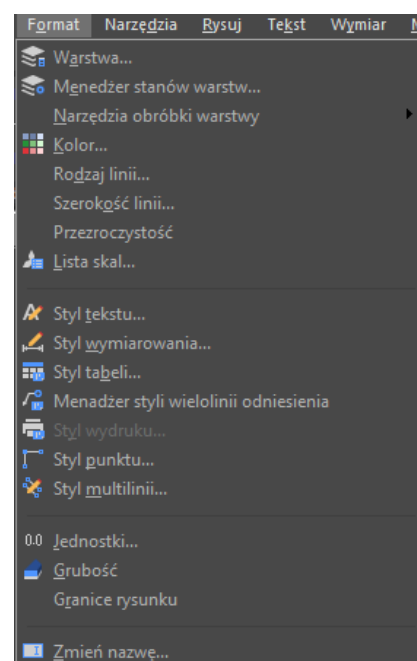 Format Narzędzia Rysuj Tekst Wymiar
Warstwa...
Menedżer stanów warstw...
Narzędzia obróbki warstwy
Kolor...
Rodzaj linii...
Szerokość linii...
Przezroczystość
Lista skal...
Styl tekstu...
Styl wymiarowania...
Styl tabeli...
Menadżer styli wielolinii odniesienia
Styl wydruku...
Styl punktu...
Styl multilinii...
0.0 Jednostki...
Grubość
Granice rysunku
Zmień nazwę...